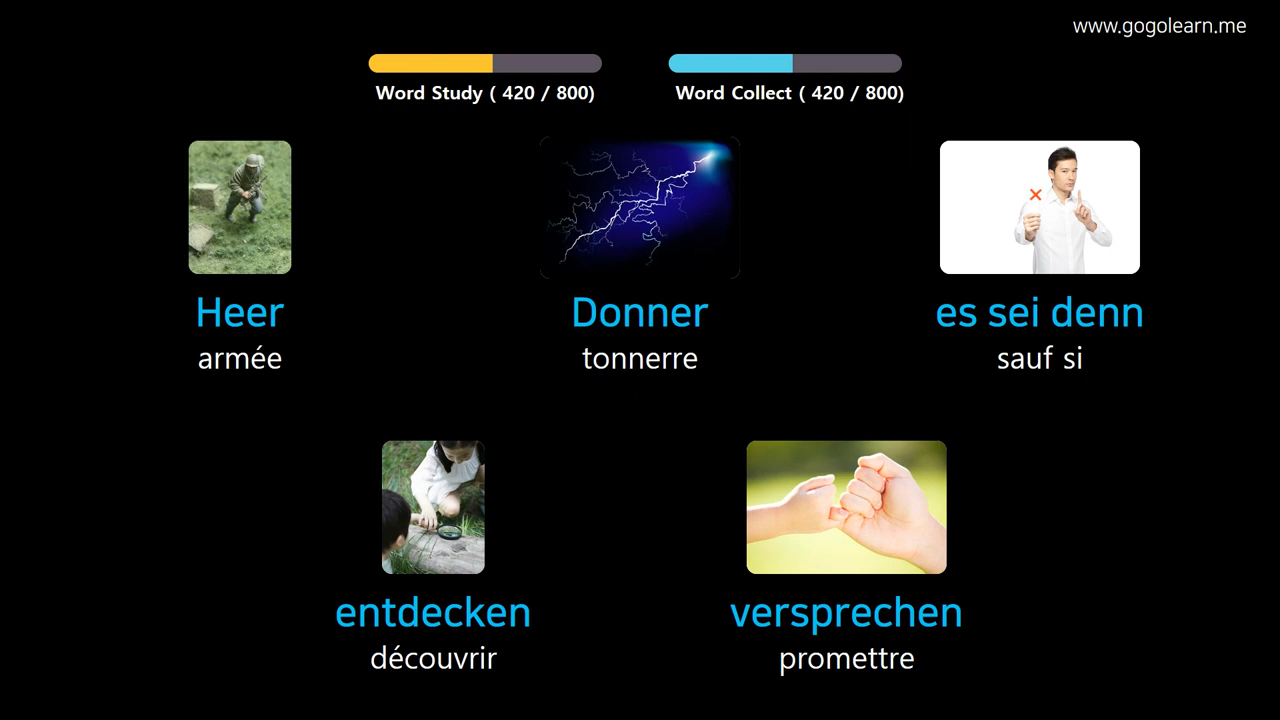 www.gogolearn.me
Word Study ( 420 / 800)
Word Collect ( 420 / 800)
Heer
armée
Donner
tonnerre
es sei denn
sauf si
entdecken
découvrir
versprechen
promettre